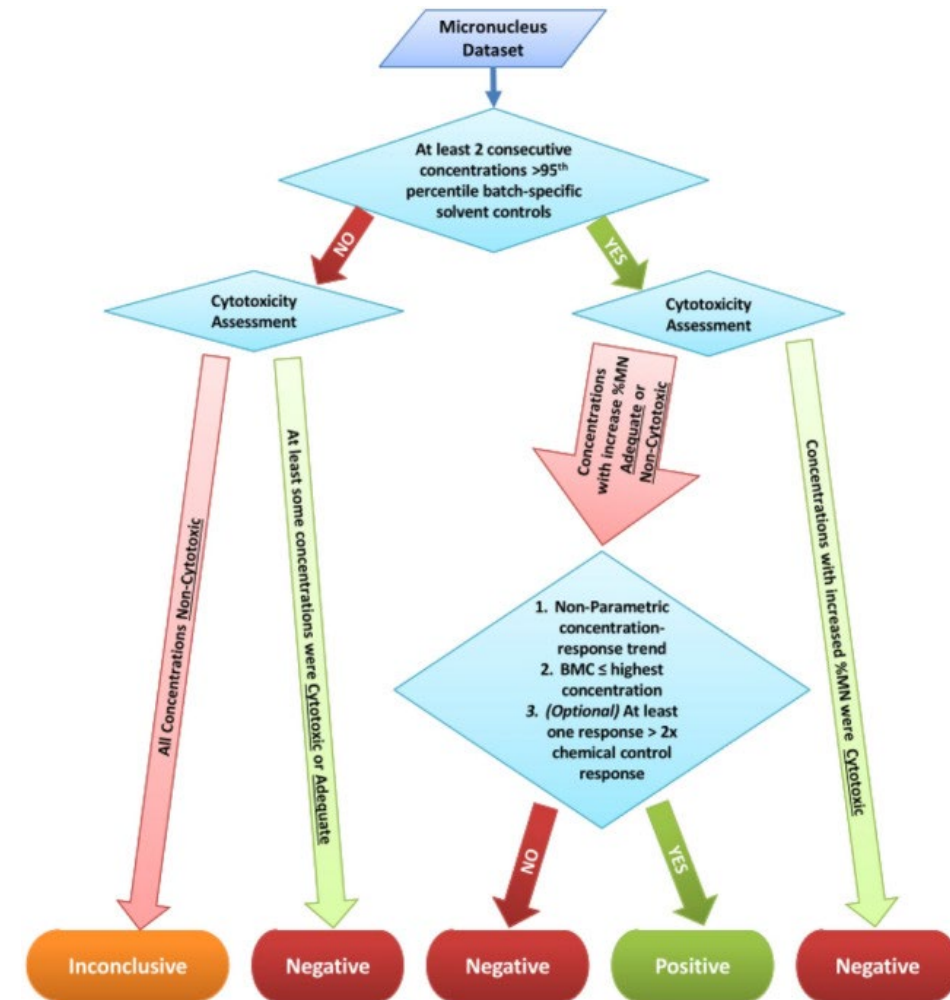 Micronucleus
Dataset
At least 2 consecutive
concentrations >95th
percentile batch-specific
solvent controls
NO
YES
Cytotoxicity
Assessment
Cytotoxicity
Assessment
All Concentrations Non-Cytotoxic
At least some concentrations were Cytotoxic or Adequate
Concentrations
with increase %MN
Adequate or
Non-Cytotoxic
Concentrations with increased %MN were Cytotoxic
1. Non-Parametric
concentration-
response trend
2. BMC ≤ highest
concentration
3. (Optional) At least
one response > 2x
chemical control
response
NO
YES
Inconclusive
Negative
Negative
Positive
Negative